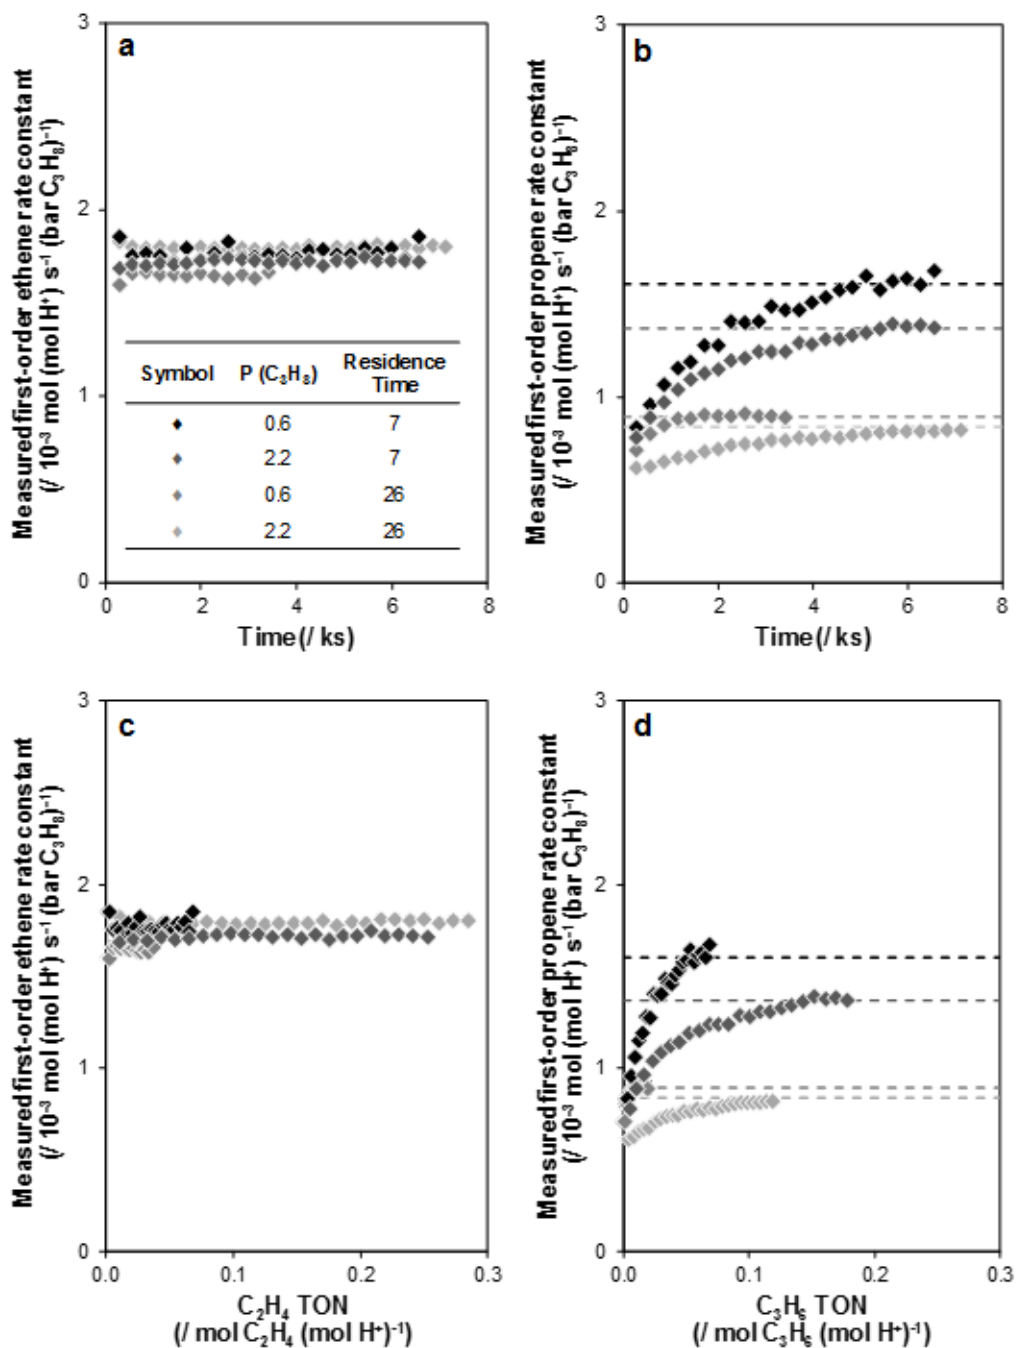 a
Measured first-order ethene rate constant
(/ 10⁻³ mol (mol H⁺) s⁻¹ (bar C₃H₈)⁻¹)
3
2
1
0
Symbol P (C₃H₈) Residence Time
0.6 7
2.2 7
0.6 26
2.2 26
0 2 4 6 8
Time (/ ks)
b
Measured first-order propene rate constant
(/ 10⁻³ mol (mol H⁺) s⁻¹ (bar C₃H₈)⁻¹)
3
2
1
0
0 2 4 6 8
Time (/ ks)
c
Measured first-order ethene rate constant
(/ 10⁻³ mol (mol H⁺) s⁻¹ (bar C₃H₈)⁻¹)
3
2
1
0
0.0 0.1 0.2 0.3
C₂H₄ TON
(/ mol C₂H₄ (mol H⁺)⁻¹)
d
Measured first-order propene rate constant
(/ 10⁻³ mol (mol H⁺) s⁻¹ (bar C₃H₈)⁻¹)
3
2
1
0
0.0 0.1 0.2 0.3
C₃H₆ TON
(/ mol C₃H₆ (mol H⁺)⁻¹)